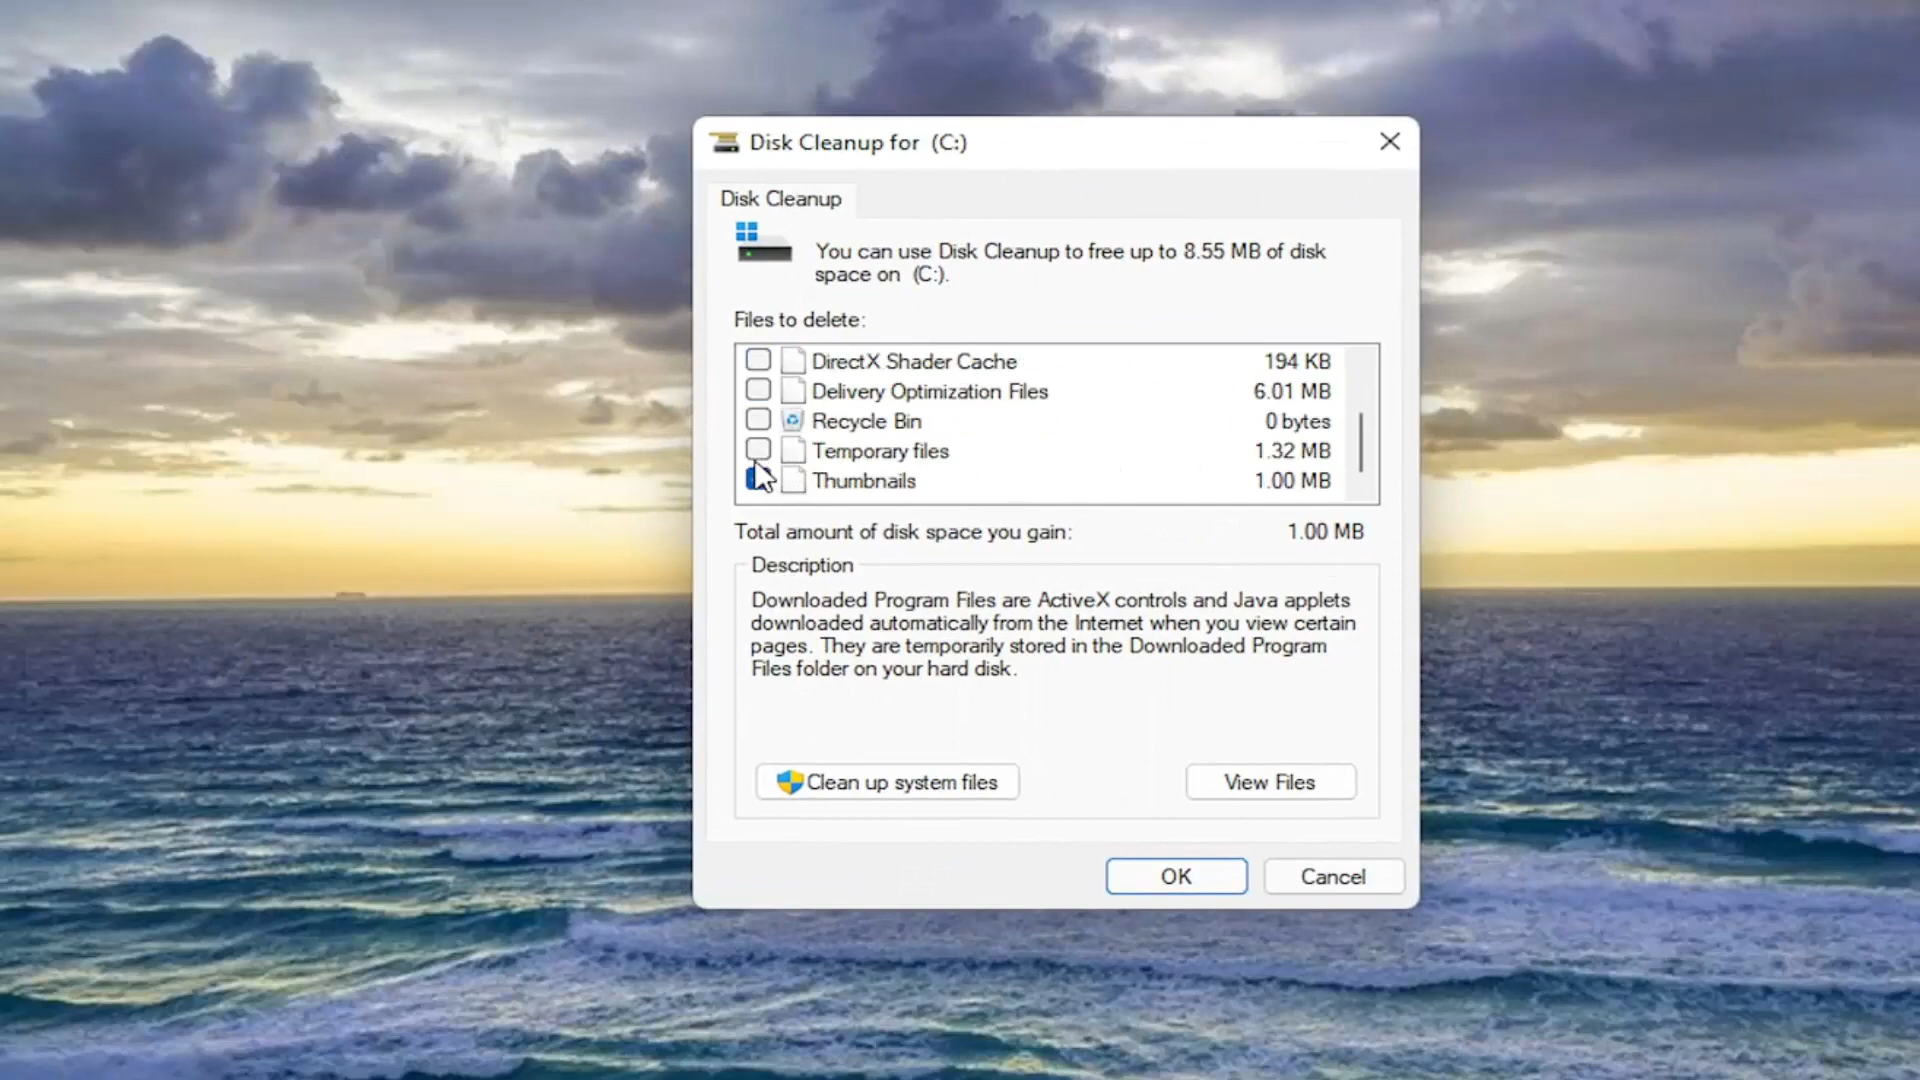 Disk Cleanup for (C:)
Disk Cleanup
You can use Disk Cleanup to free up to 8.55 MB of disk
space on (C:).
Files to delete:
DirectX Shader Cache 194 KB
Delivery Optimization Files 6.01 MB
Recycle Bin 0 bytes
Temporary files 1.32 MB
Thumbnails 1.00 MB
Total amount of disk space you gain: 1.00 MB
Description
Downloaded Program Files are ActiveX controls and Java applets
downloaded automatically from the Internet when you view certain
pages. They are temporarily stored in the Downloaded Program
Files folder on your hard disk.
Clean up system files View Files
OK Cancel